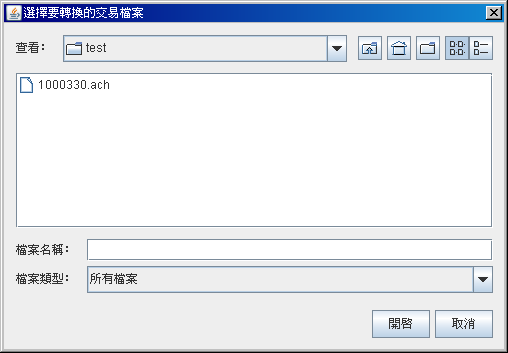 選擇要轉換的交易檔案
查看: test
1000330.ach
檔案名稱:
檔案類型: 所有檔案
開啓 取消